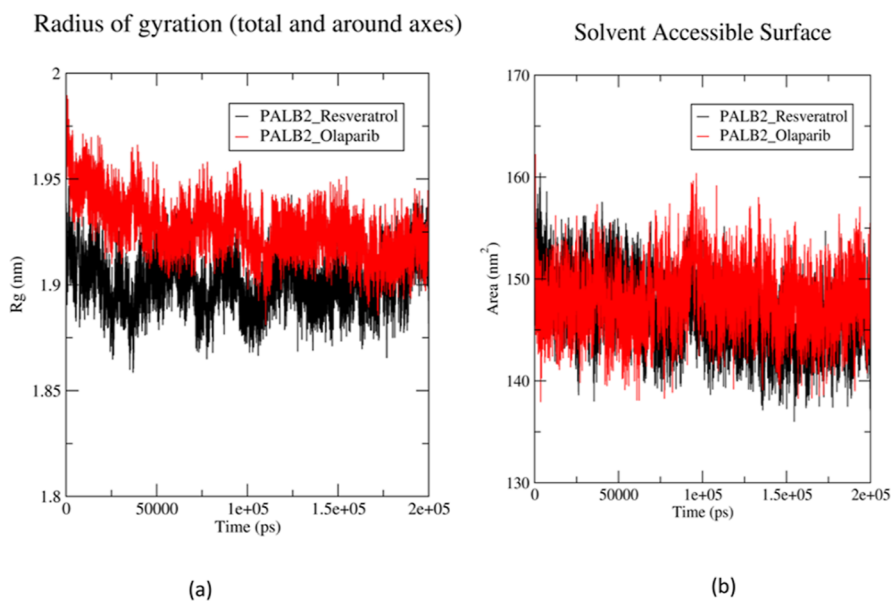 Radius of gyration (total and around axes)
2
1.95
1.9
1.85
1.8
Rg (nm)
PALB2_Resveratrol
PALB2_Olaparib
0
50000
1e+05
1.5e+05
2e+05
Time (ps)
(a)
Solvent Accessible Surface
170
160
150
140
130
Area (nm²)
PALB2_Resveratrol
PALB2_Olaparib
0
50000
1e+05
1.5e+05
2e+05
Time (ps)
(b)